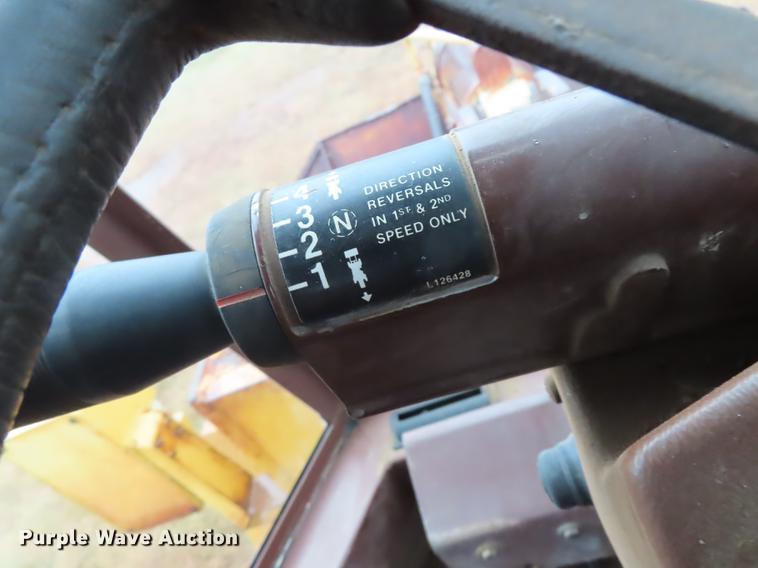 4
3
2
1
N
DIRECTION
REVERSALS
IN 1ST & 2ND
SPEED ONLY
L126428
Purple Wave Auction